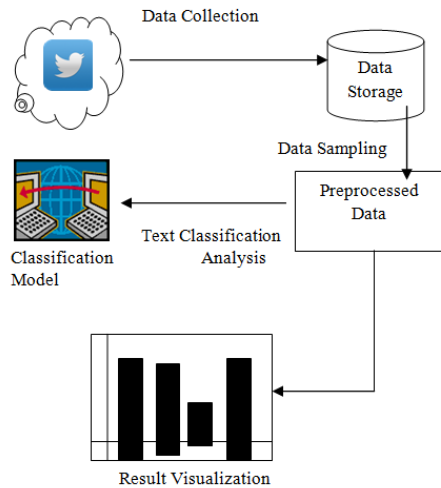 Data Collection
Data
Storage
Data Sampling
Preprocessed
Data
Text Classification
Analysis
Classification
Model
Result Visualization